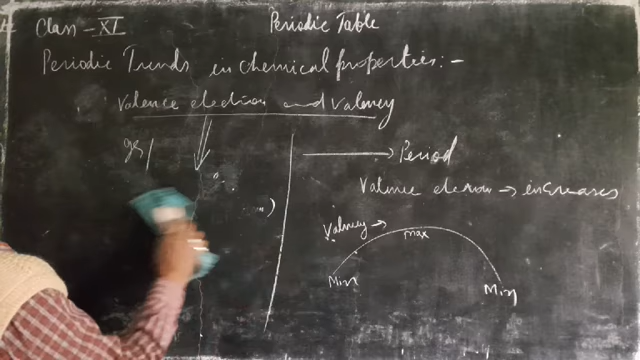 Class - XI
Periodic Table
Periodic Trends in chemical properties:-
Valence electron and Valency
→ Period
Valence electron → increases
Valency →
max
Min
Min